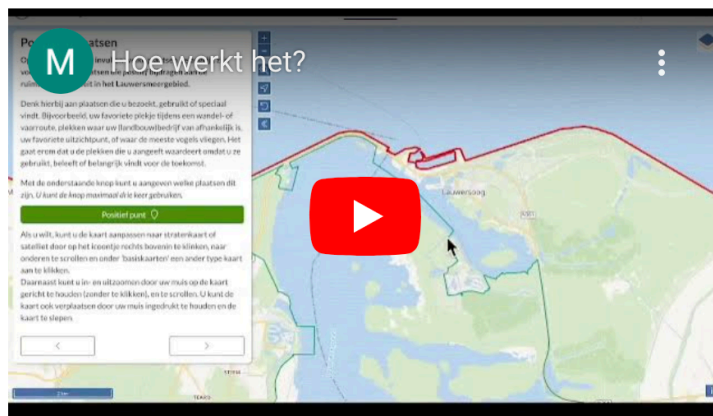 M Hoe werkt het?
Po
in het Lauwersmeergebied.
Denk hierbij aan plaatsen die u bezoekt, gebruikt of speciaal
vindt. Bijvoorbeeld, uw favoriete plekje tijdens een wandel- of
vaarroute, plekken waar uw (landbouw)bedrijf van afhankelijk is,
uw favoriete uitzichtpunt, of waar de meeste vogels vliegen. Het
gaat erom dat u de plekken die u aangeeft waardeert omdat u ze
gebruikt, beleeft of belangrijk vindt voor de toekomst.
Met de onderstaande knop kunt u aangeven welke plaatsen dit
zijn. U kunt de knop maximaal drie keer gebruiken.
Positief punt
Als u wilt, kunt u de kaart aanpassen naar stratenkaart of
satelliet door op het icoontje rechts bovenin te klinken, naar
onderen te scrollen en onder 'basiskaarten' een ander type kaart
aan te klikken.
Daarnaast kunt u in- en uitzoomen door uw muis op de kaart
gericht te houden (zonder te klikken), en te scrollen. U kunt de
kaart ook verplaatsen door uw muis ingedrukt te houden en de
kaart te slepen.
Lauwersoog